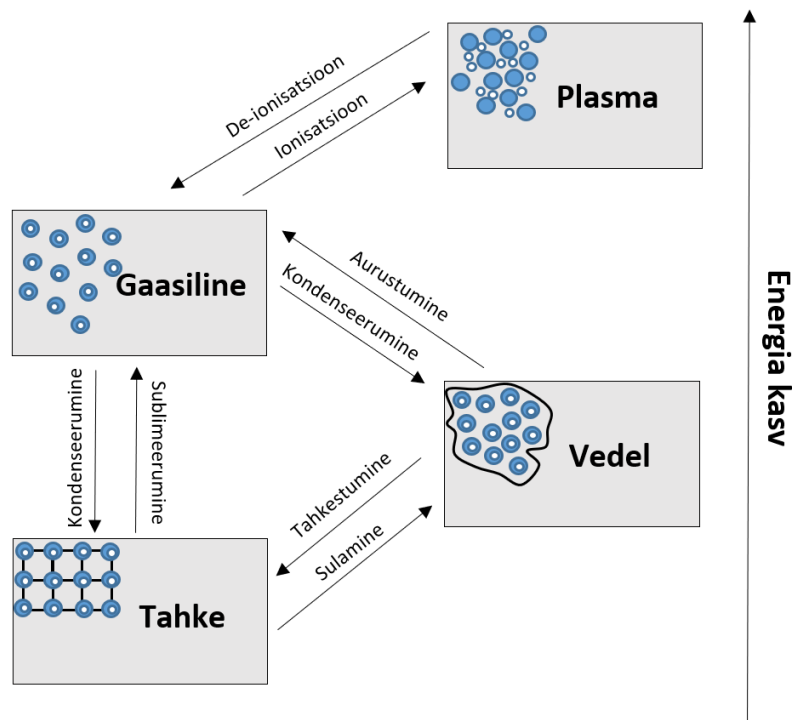 Plasma
De-ionisatsioon
Ionisatsioon
Gaasiline
Aurustumine
Kondenseerumine
Energia kasv
Kondenseerumine
Sublimeerumine
Vedel
Tahkestumine
Sulamine
Tahke